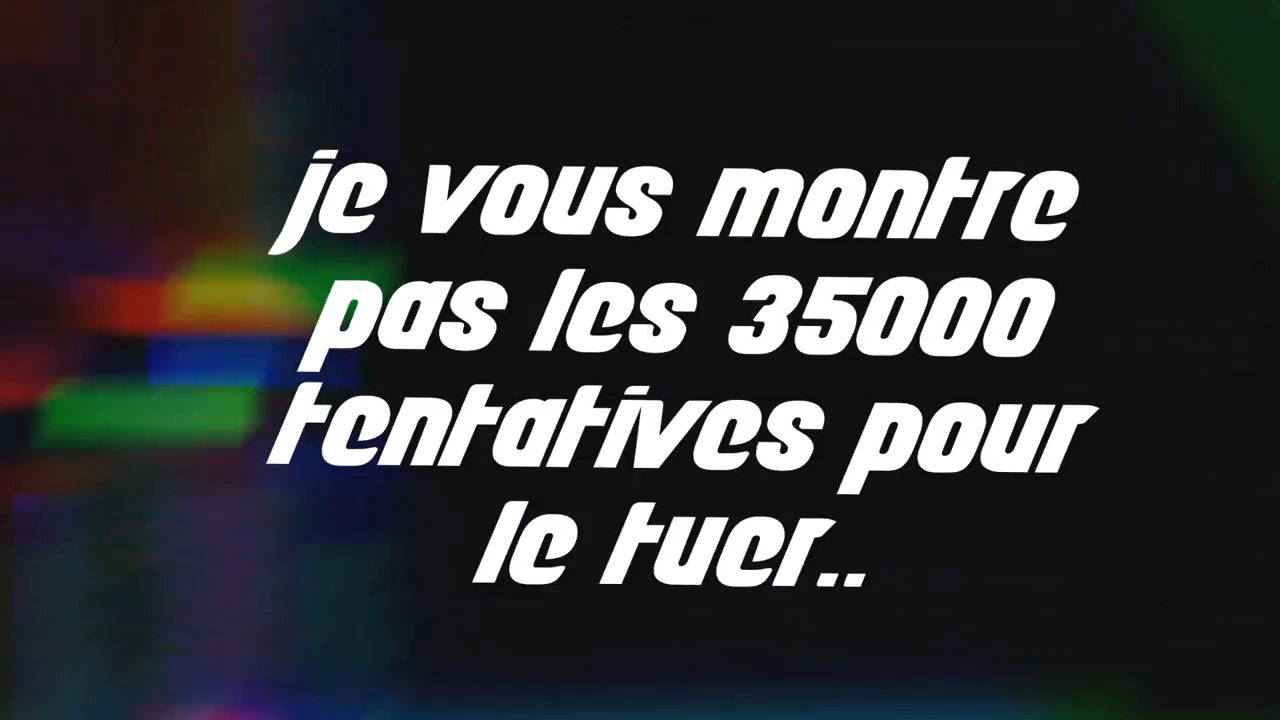 je vous montre
pas les 35000
tentatives pour
le tuer..